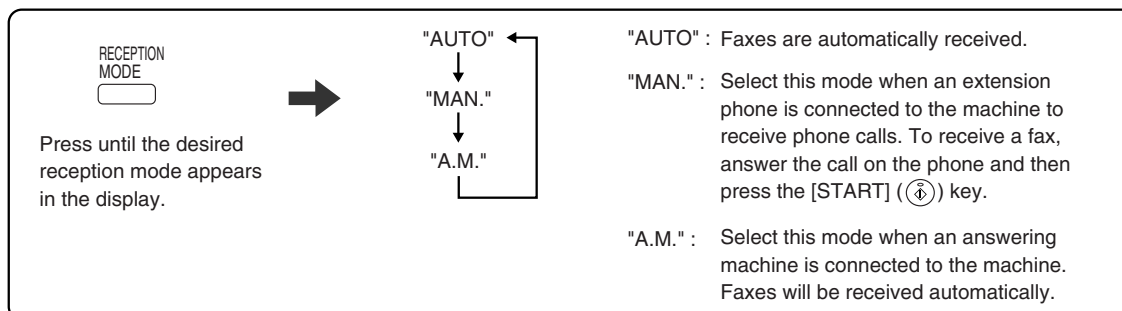 RECEPTION
MODE
Press until the desired
reception mode appears
in the display.
"AUTO"
"MAN."
"A.M."
"AUTO" : Faxes are automatically received.
"MAN." : Select this mode when an extension
phone is connected to the machine to
receive phone calls. To receive a fax,
answer the call on the phone and then
press the [START] ( ) key.
"A.M." : Select this mode when an answering
machine is connected to the machine.
Faxes will be received automatically.